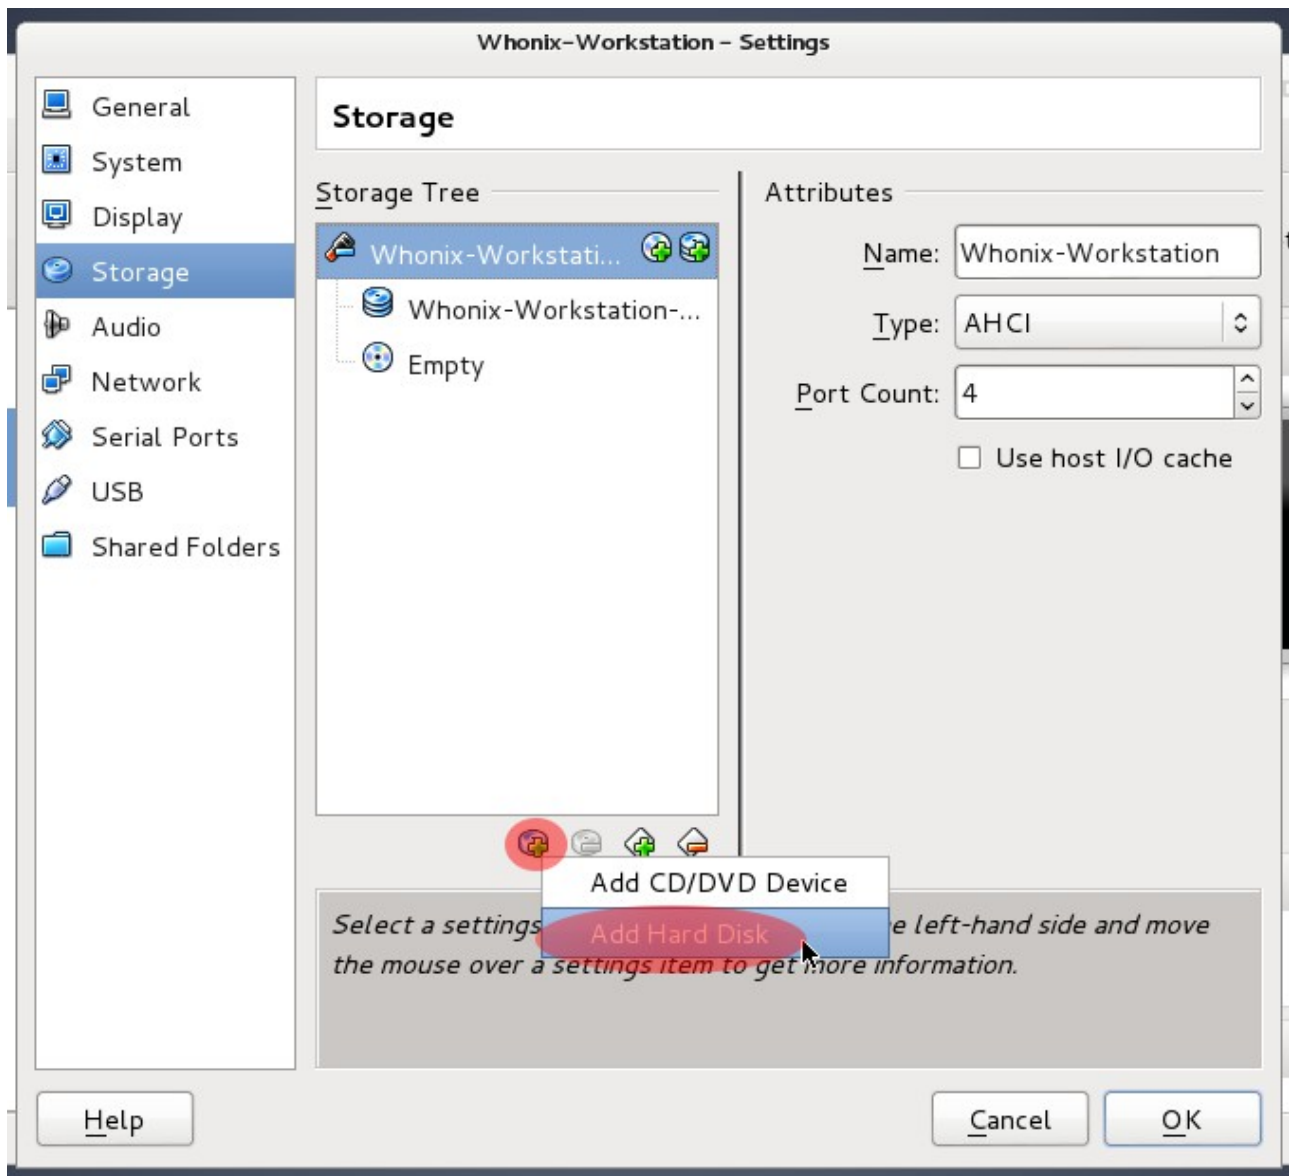 Whonix-Workstation – Settings
General
System
Display
Storage
Audio
Network
Serial Ports
USB
Shared Folders
Storage
Storage Tree
Whonix-Workstati...
Whonix-Workstation-...
Empty
Attributes
Name: Whonix-Workstation
Type: AHCI
Port Count: 4
Use host I/O cache
Add CD/DVD Device
Add Hard Disk
Select a settings e left-hand side and move
the mouse over a settings item to get more information.
Help
Cancel
OK